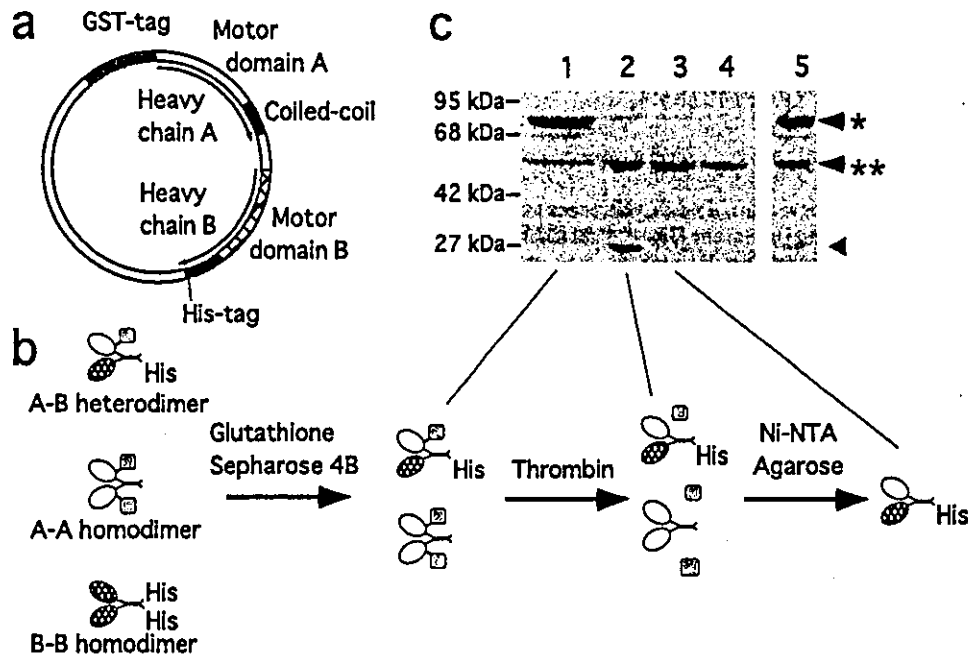 a
GST-tag
Motor
domain A
Heavy
chain A
Coiled-coil
Heavy
chain B
Motor
domain B
His-tag
b
His
A-B heterodimer
A-A homodimer
His
His
B-B homodimer
Glutathione
Sepharose 4B
His
Thrombin
His
Ni-NTA
Agarose
His
c
1 2 3 4 5
95 kDa
68 kDa
42 kDa
27 kDa
*
**